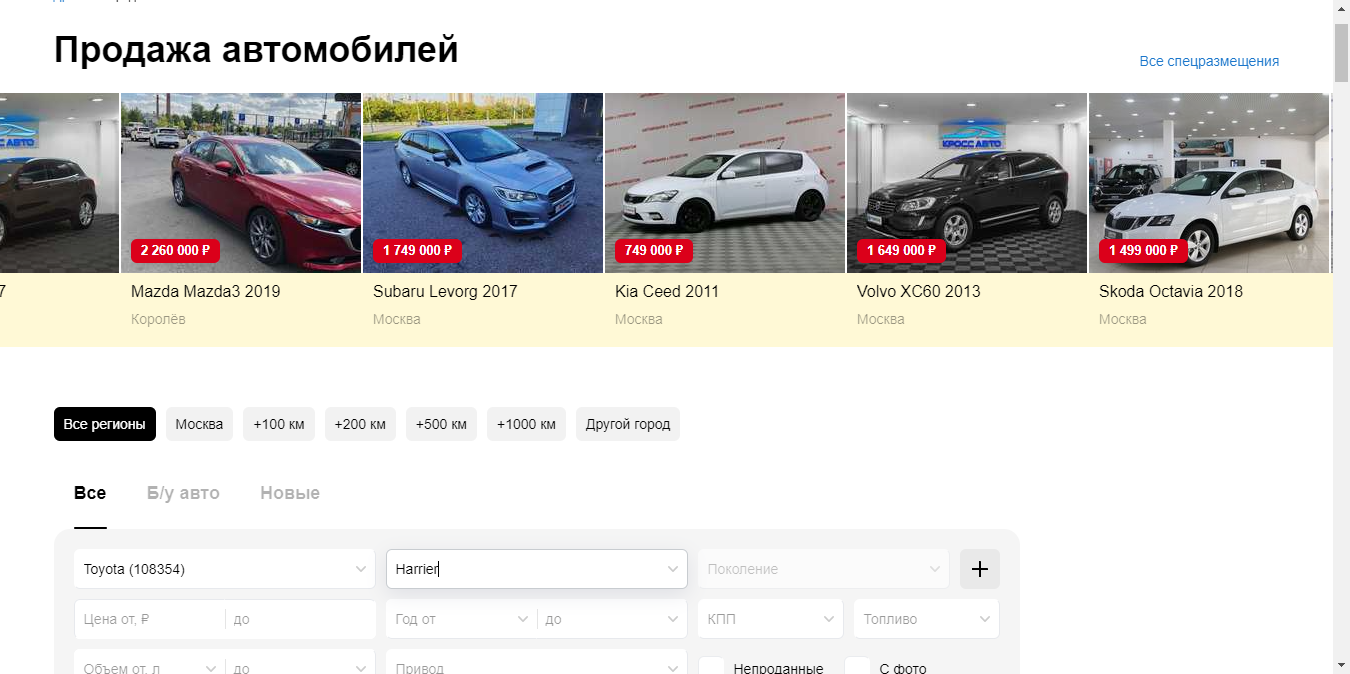 Продажа автомобилей
Все спецразмещения
КРОСС АВТО
2 260 000 ₽
1 749 000 ₽
749 000 ₽
1 649 000 ₽
1 499 000 ₽
7
Mazda Mazda3 2019
Subaru Levorg 2017
Kia Ceed 2011
Volvo XC60 2013
Skoda Octavia 2018
Королёв
Москва
Москва
Москва
Москва
Все регионы
Москва
+100 км
+200 км
+500 км
+1000 км
Другой город
Все
Б/у авто
Новые
Toyota (108354)
Harrier
Поколение
Цена от, ₽
до
Год от
до
КПП
Топливо
Объем от, л
до
Привод
Непроданные
С фото